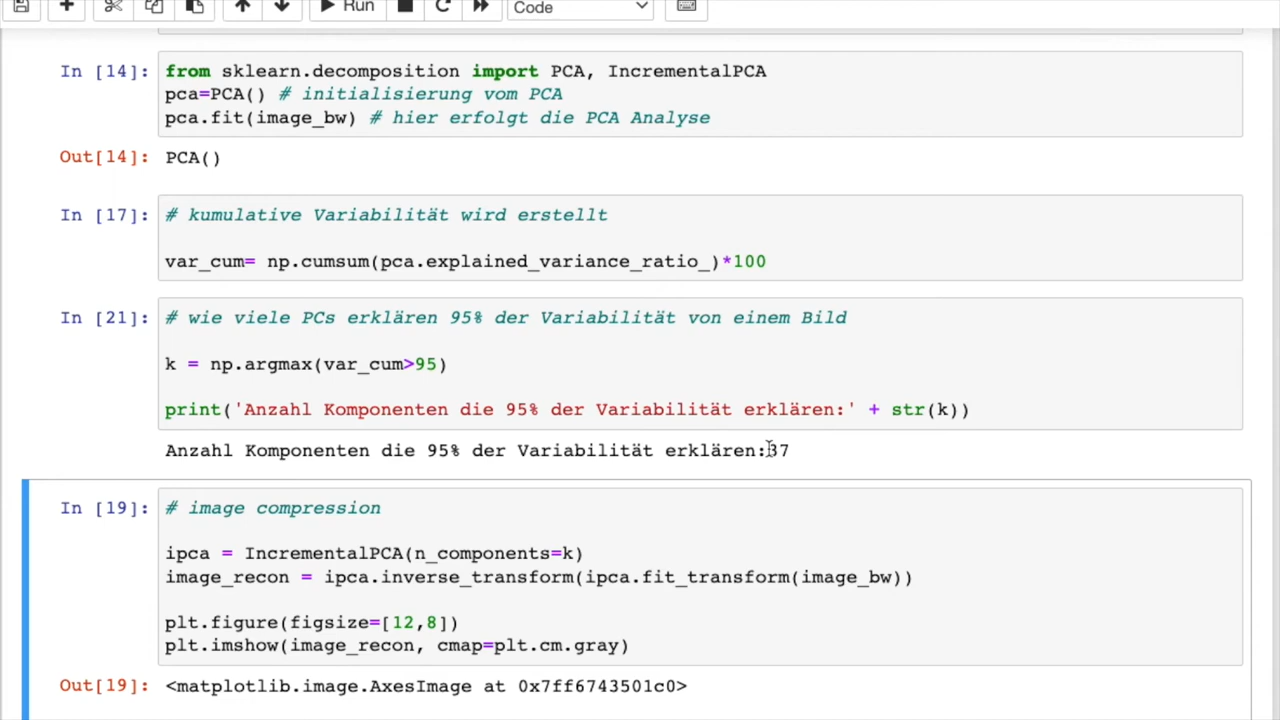 Run
Code
In [14]:
from sklearn.decomposition import PCA, IncrementalPCA
pca=PCA() # initialisierung vom PCA
pca.fit(image_bw) # hier erfolgt die PCA Analyse
Out[14]: PCA()
In [17]:
# kumulative Variabilität wird erstellt
var_cum= np.cumsum(pca.explained_variance_ratio_)*100
In [21]:
# wie viele PCs erklären 95% der Variabilität von einem Bild
k = np.argmax(var_cum>95)
print('Anzahl Komponenten die 95% der Variabilität erklären:' + str(k))
Anzahl Komponenten die 95% der Variabilität erklären:37
In [19]:
# image compression
ipca = IncrementalPCA(n_components=k)
image_recon = ipca.inverse_transform(ipca.fit_transform(image_bw))
plt.figure(figsize=[12,8])
plt.imshow(image_recon, cmap=plt.cm.gray)
Out[19]: <matplotlib.image.AxesImage at 0x7ff6743501c0>